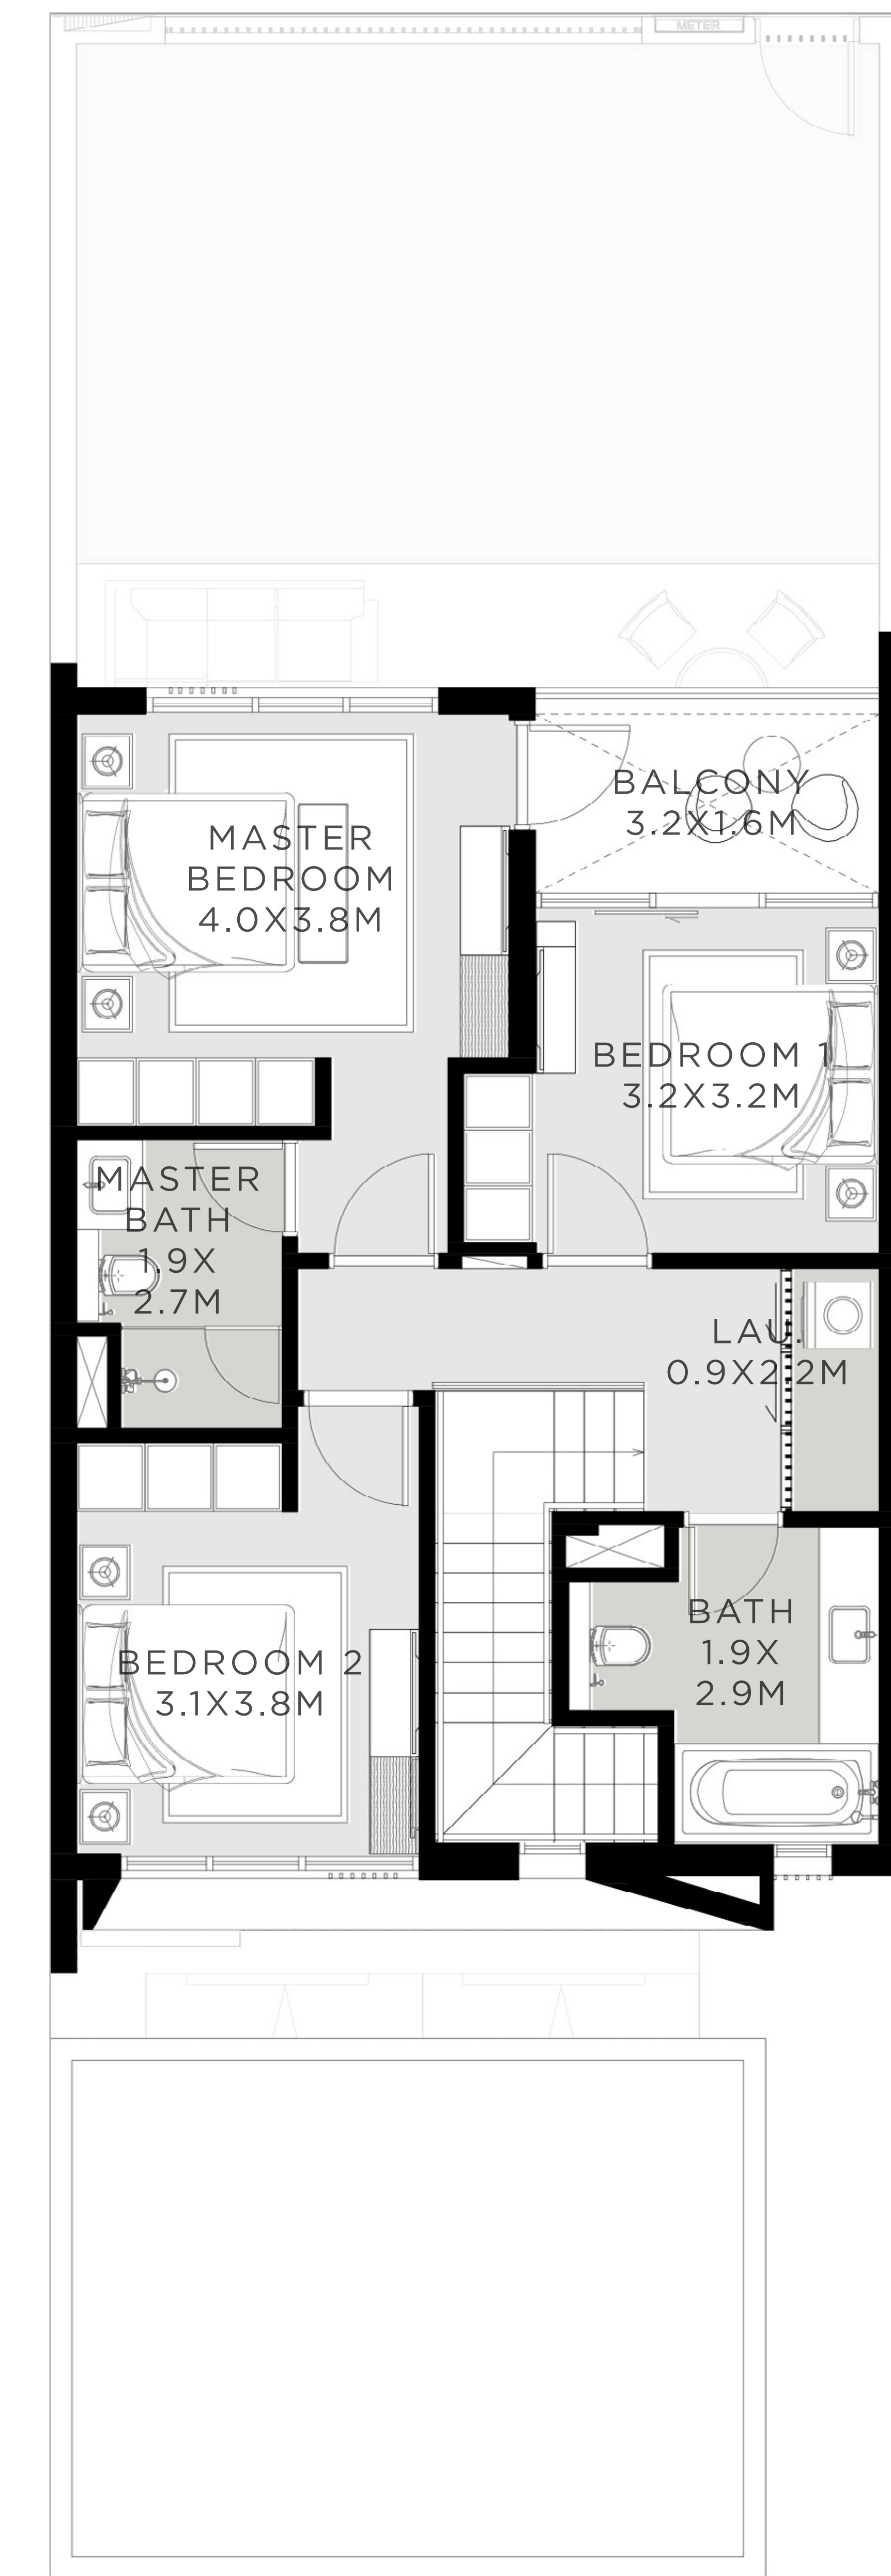 METER
MASTER
BEDROOM
4.0X3.8M
BALCONY
3.2X1.6M
BEDROOM 1
3.2X3.2M
MASTER
BATH
1.9X
2.7M
LAU.
0.9X2.2M
BATH
1.9X
2.9M
BEDROOM 2
3.1X3.8M